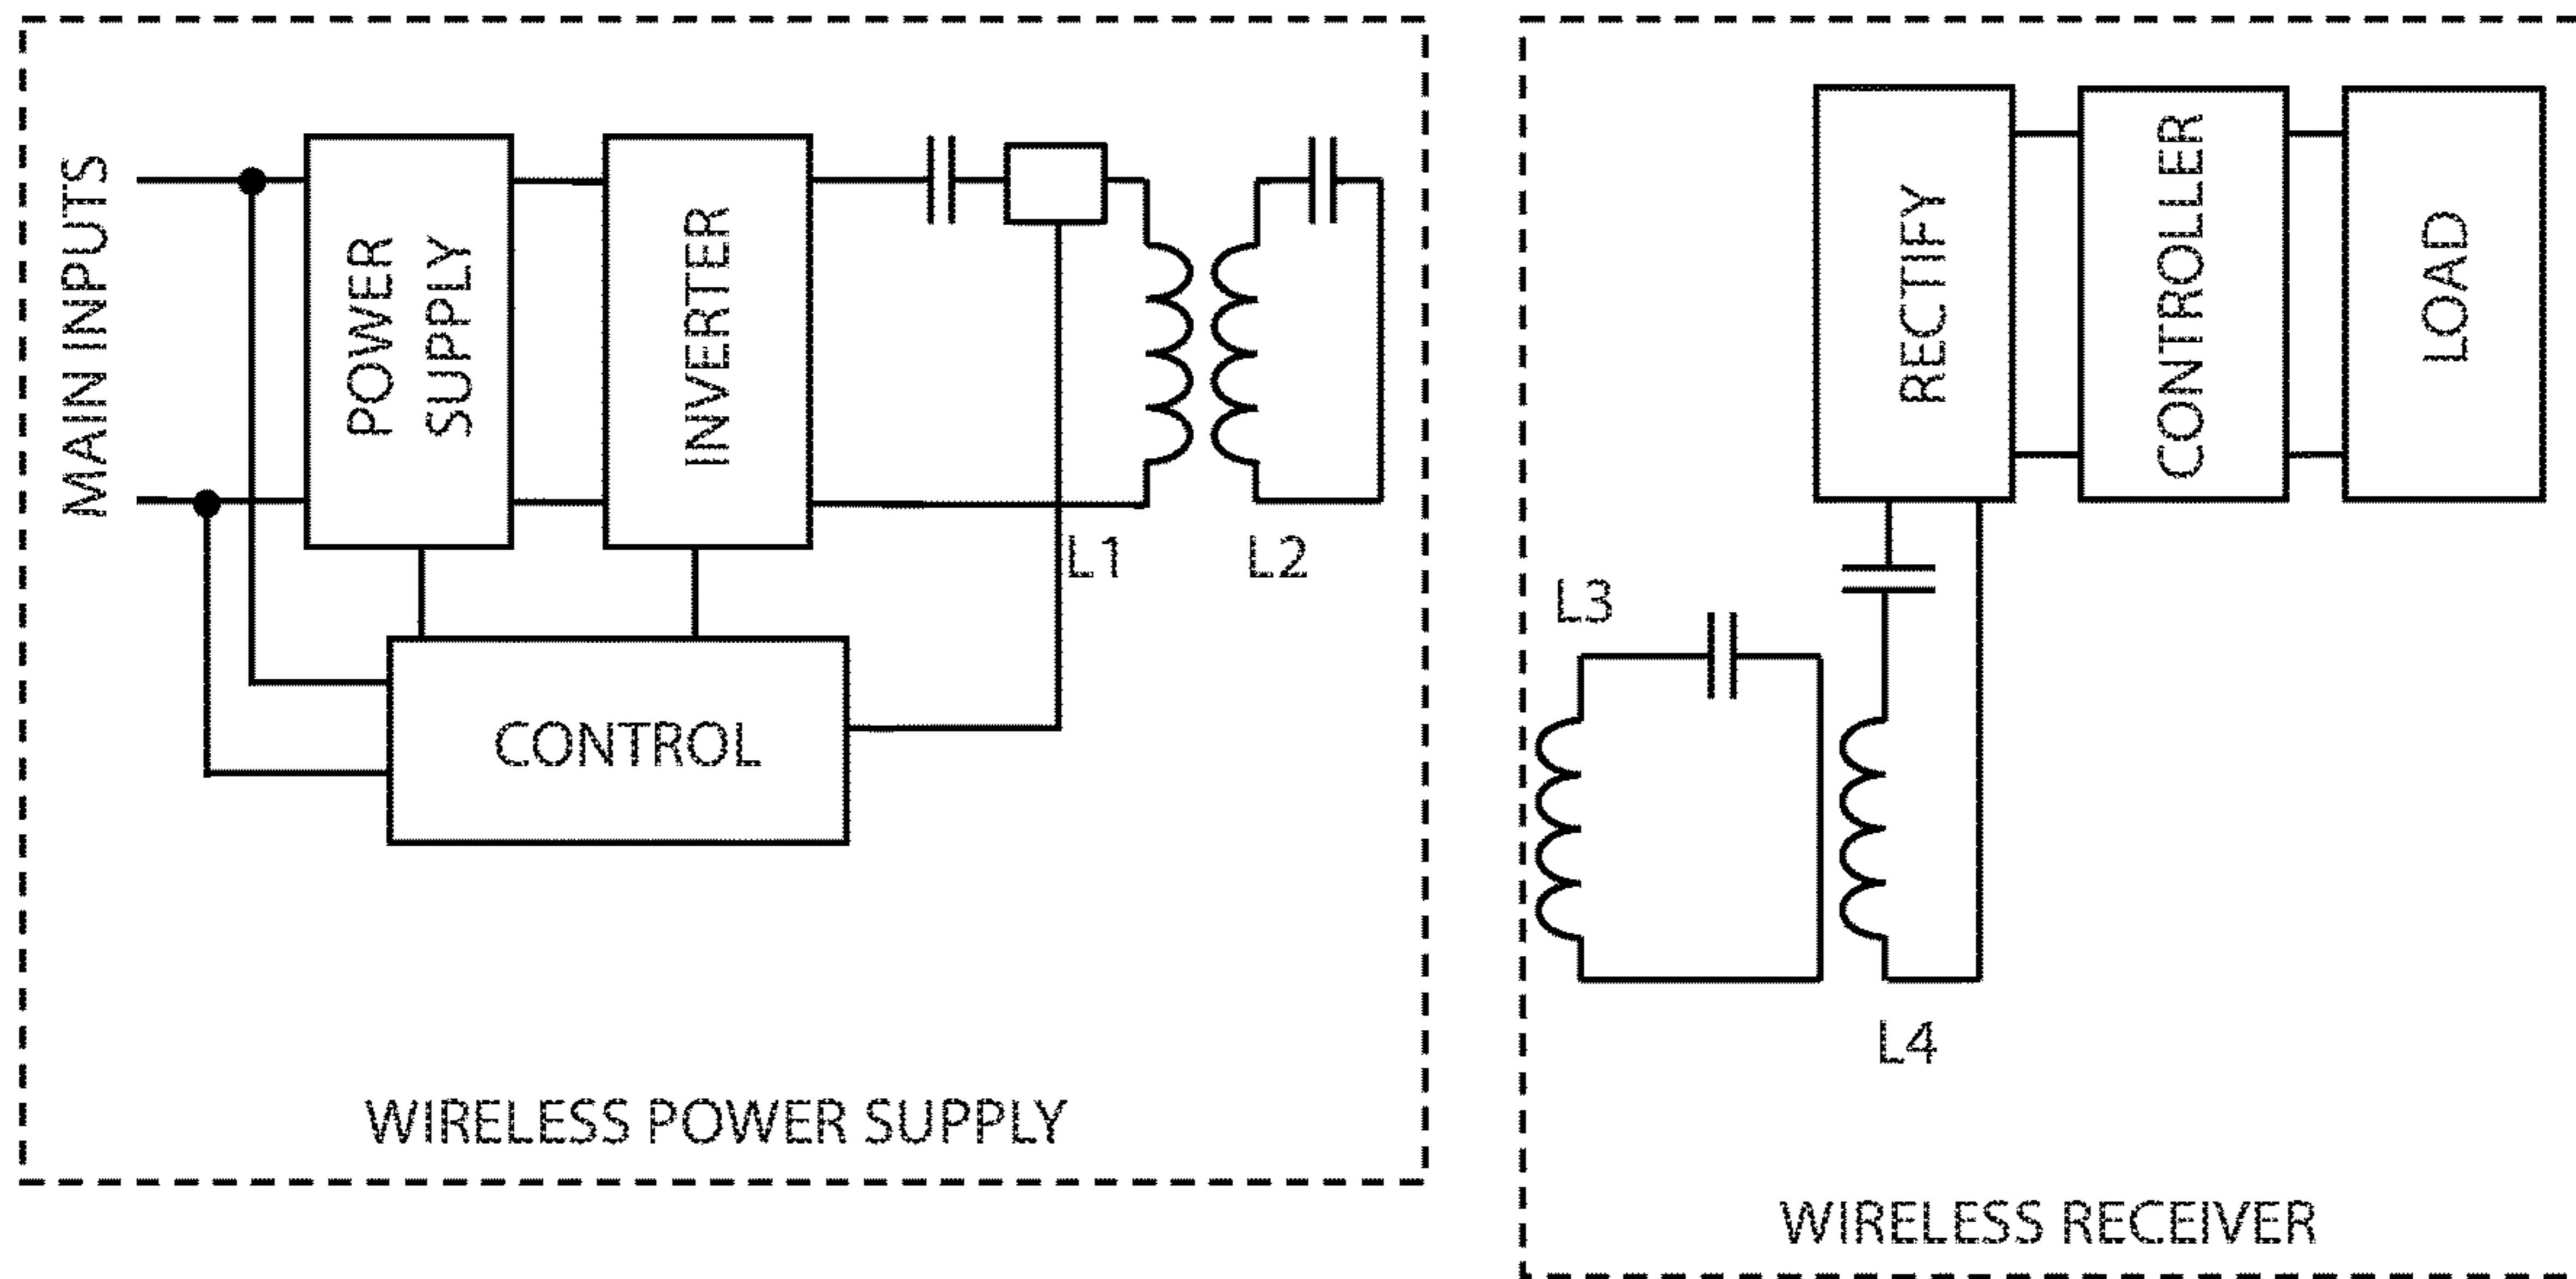 MAIN INPUTS
POWER
SUPPLY
INVERTER
L1
L2
CONTROL
WIRELESS POWER SUPPLY
RECTIFY
CONTROLLER
LOAD
L3
L4
WIRELESS RECEIVER